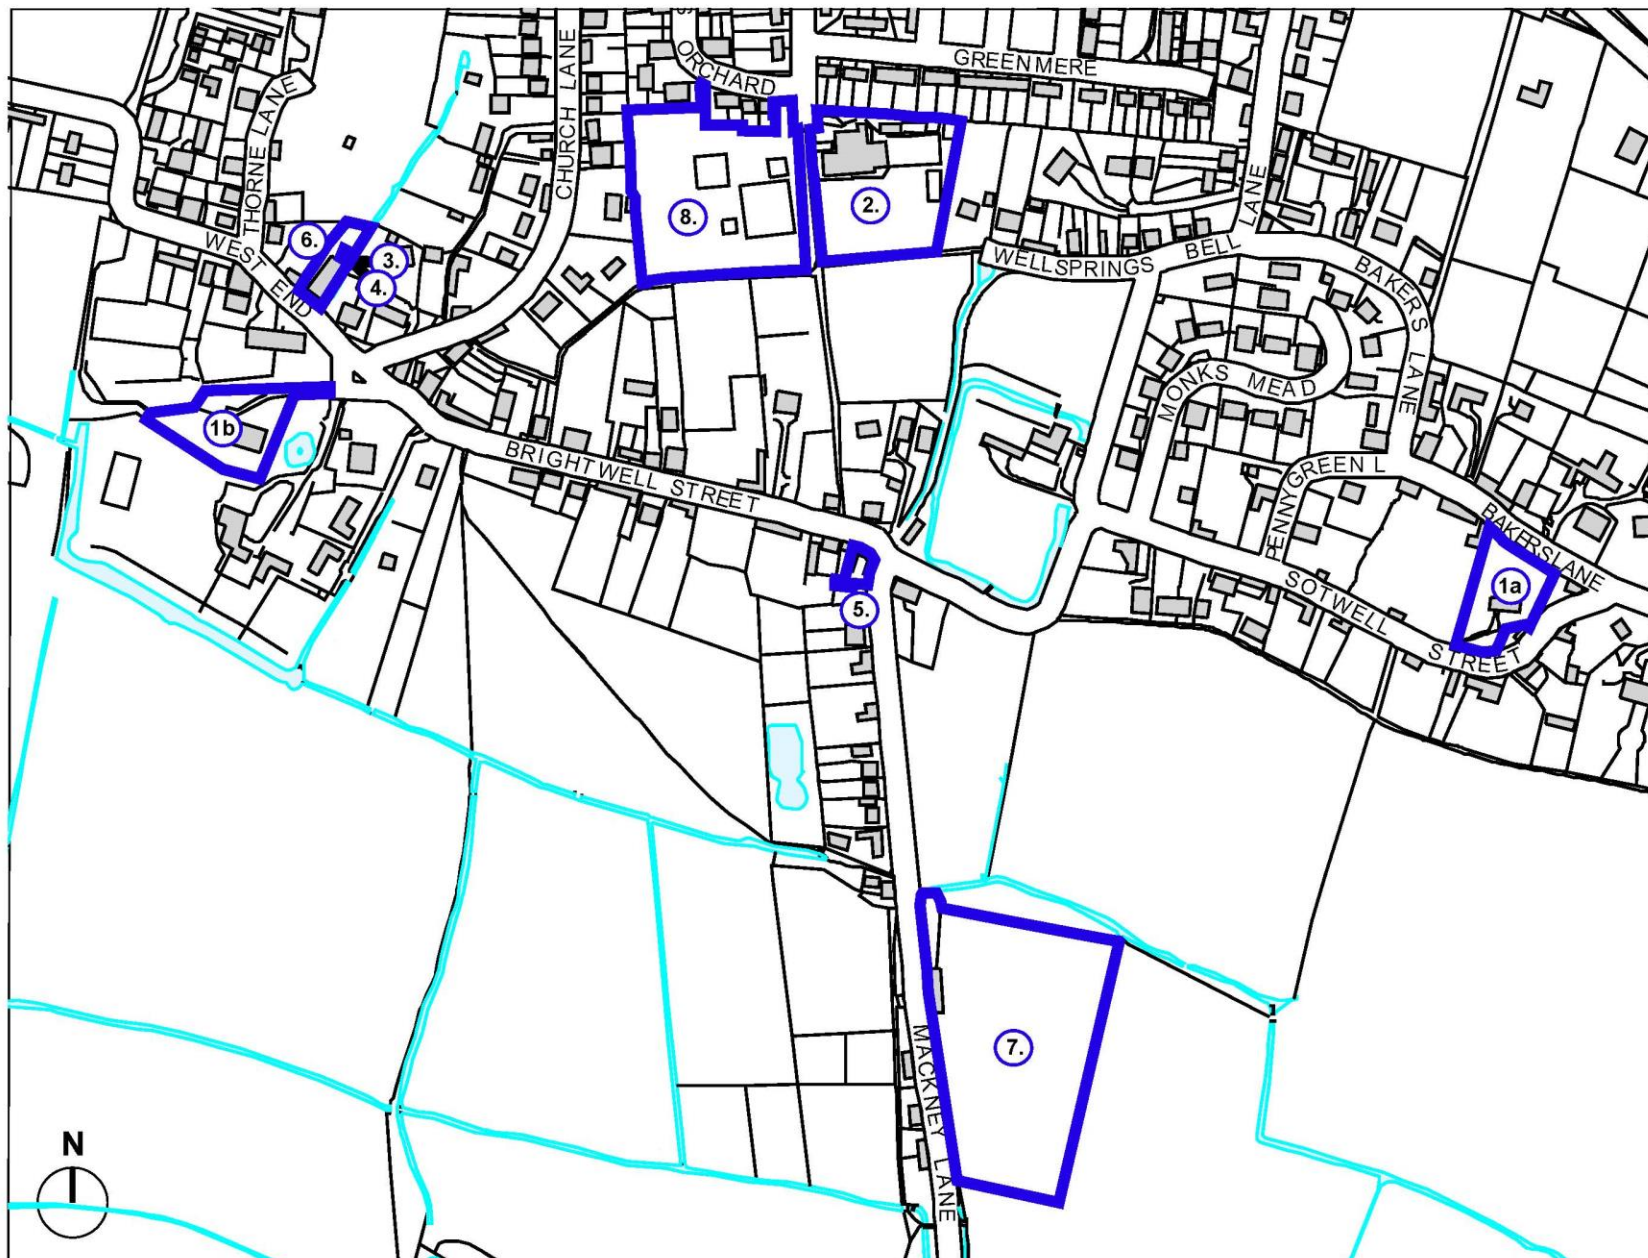 S
ORCHARD
GREENMERE
THORNE LANE
CHURCH LANE
WEST END
6.
3.
4.
8.
2.
WELLSPRINGS
BELL LANE
BAKERS LANE
MONKS MEAD
1b
BRIGHTWELL STREET
PENNYGREEN L
BAKERS LANE
1a
SOTWELL STREET
5.
7.
MACKNEY LANE
N